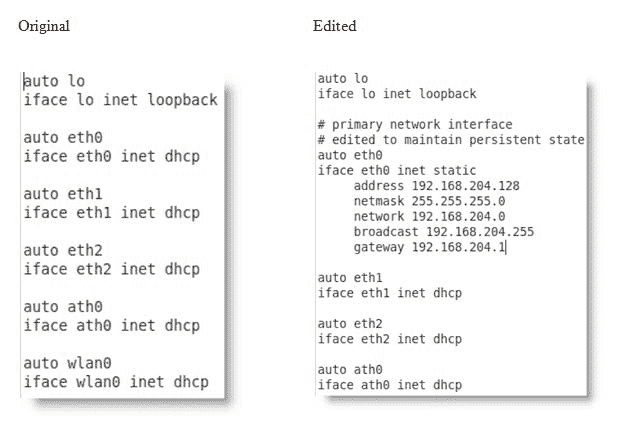 Original
auto lo
iface lo inet loopback
auto eth0
iface eth0 inet dhcp
auto eth1
iface eth1 inet dhcp
auto eth2
iface eth2 inet dhcp
auto ath0
iface ath0 inet dhcp
auto wlan0
iface wlan0 inet dhcp
Edited
auto lo
iface lo inet loopback
# primary network interface
# edited to maintain persistent state
auto eth0
iface eth0 inet static
address 192.168.204.128
netmask 255.255.255.0
network 192.168.204.0
broadcast 192.168.204.255
gateway 192.168.204.1
auto eth1
iface eth1 inet dhcp
auto eth2
iface eth2 inet dhcp
auto ath0
iface ath0 inet dhcp